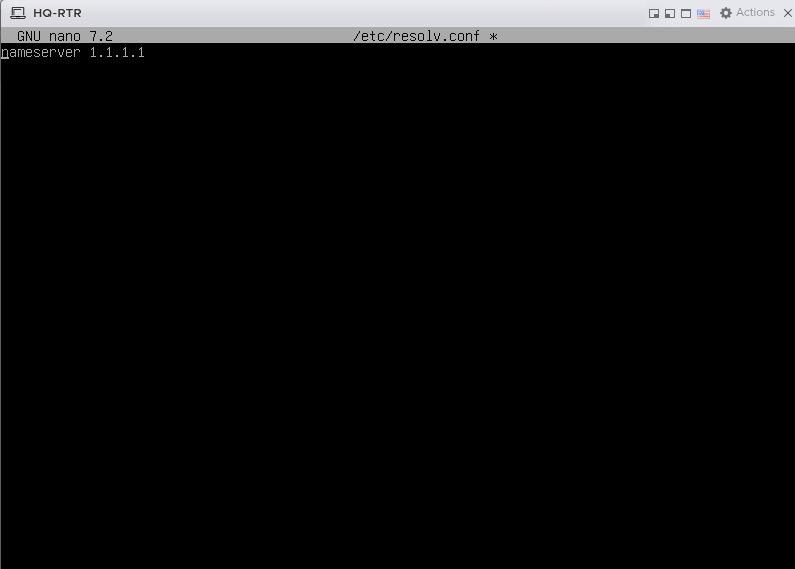 HQ-RTR Actions
GNU nano 7.2 /etc/resolv.conf *
nameserver 1.1.1.1